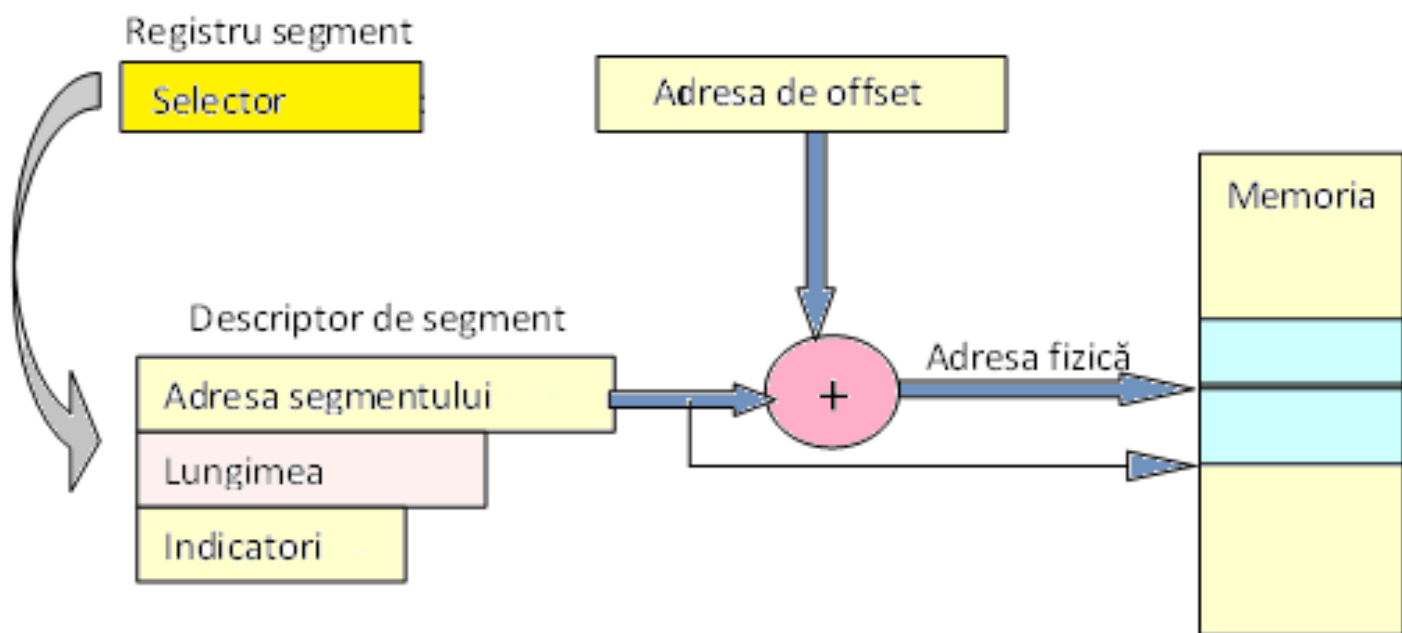 Registru segment
Selector
Adresa de offset
Memoria
Descriptor de segment
Adresa segmentului
Adresa fizică
+
Lungimea
Indicatori